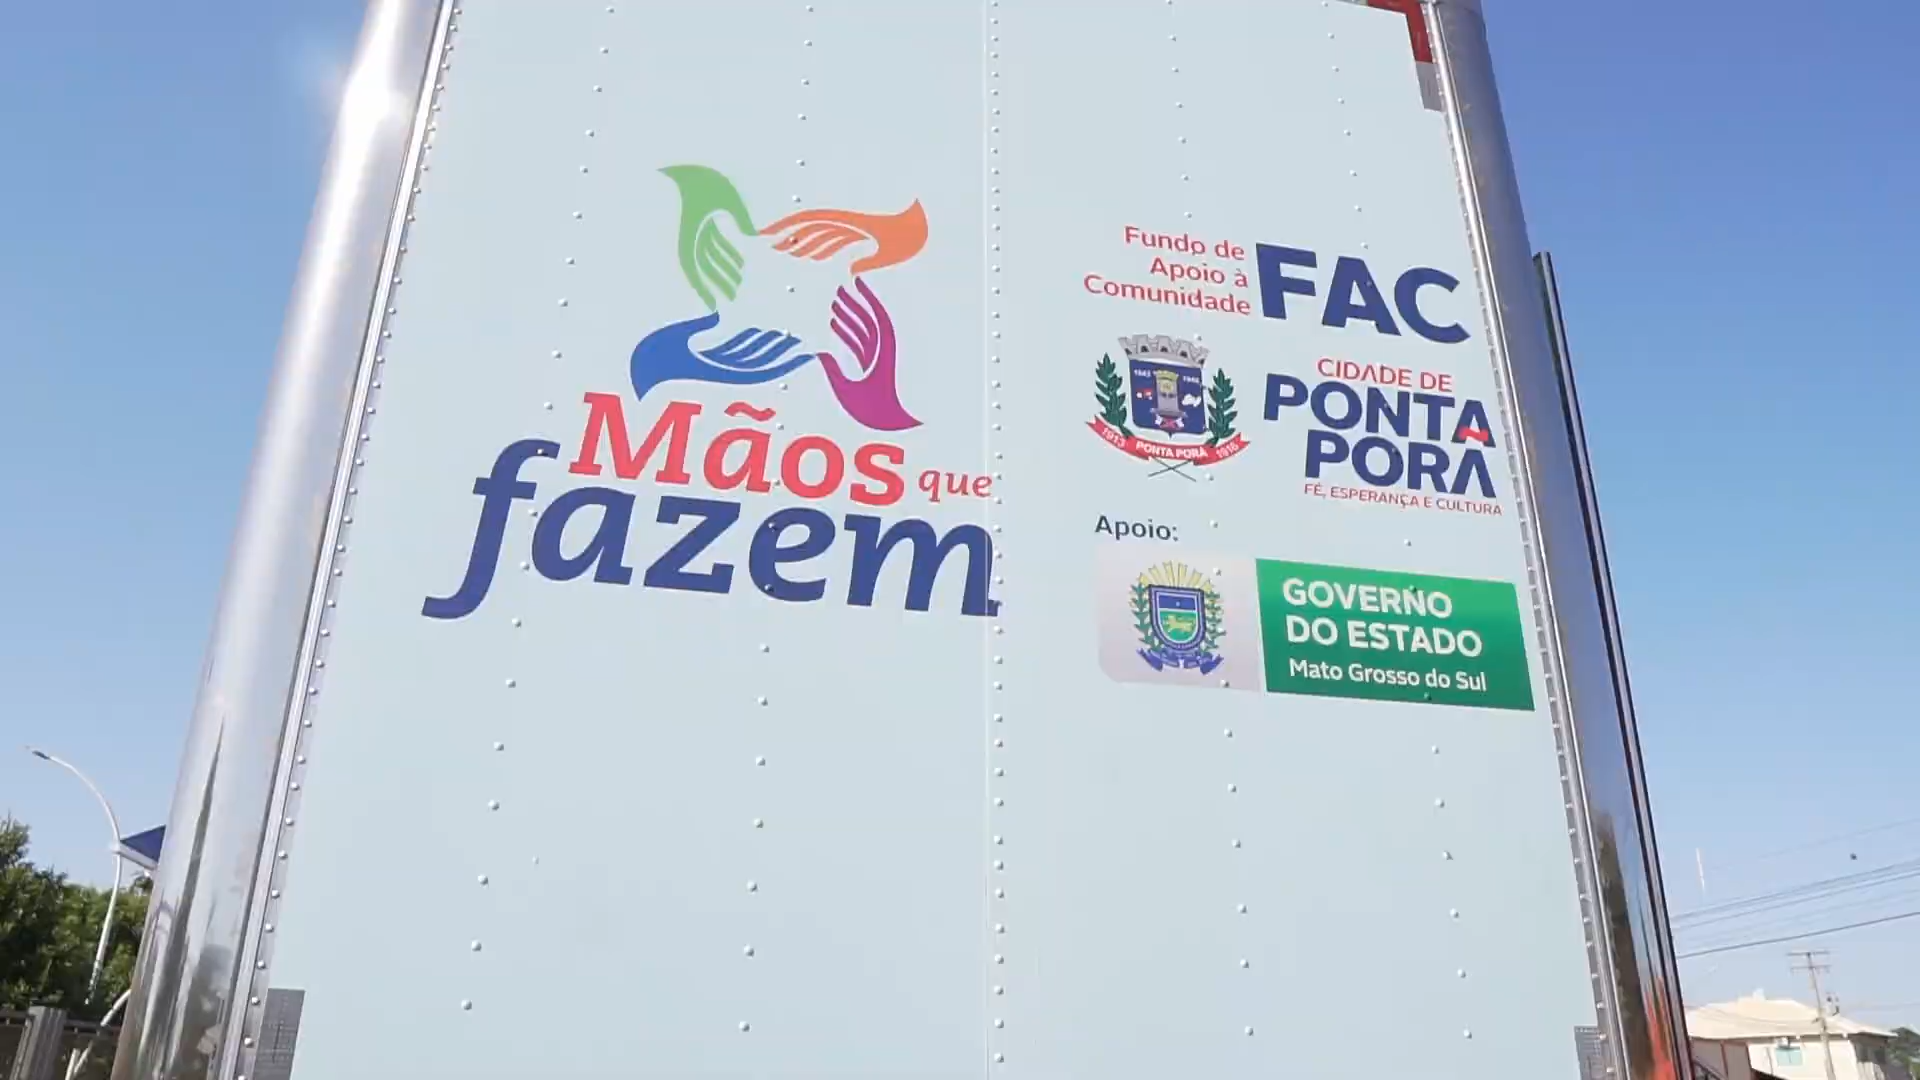 Mãos que
fazem
Fundo de
Apoio à
Comunidade
FAC
1913 PONTA PORÃ
CIDADE DE
PONTA
PORÃ
FÉ, ESPERANÇA E CULTURA
Apoio:
GOVERNO
DO ESTADO
Mato Grosso do Sul